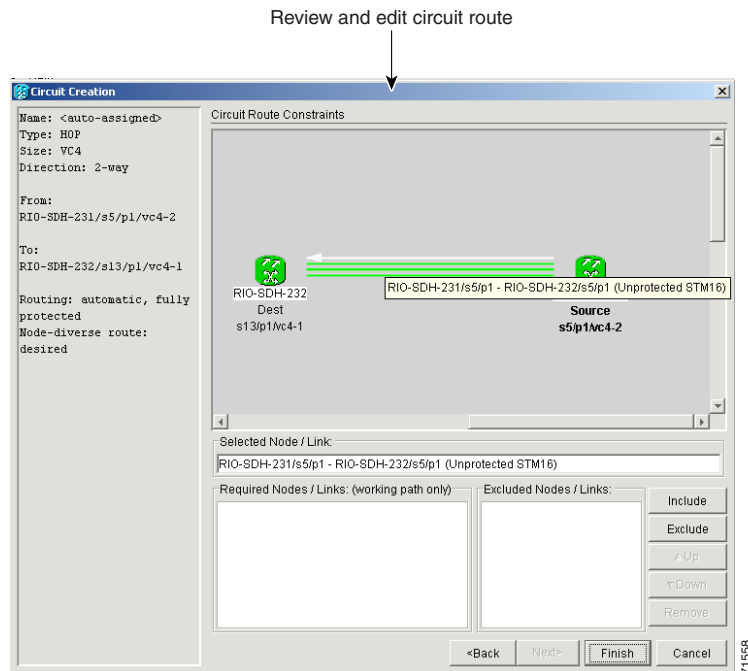 Review and edit circuit route
Circuit Creation
Name: <auto-assigned>
Type: HOP
Size: VC4
Direction: 2-way
From:
RIO-SDH-231/s5/p1/vc4-2
To:
RIO-SDH-232/s13/p1/vc4-1
Routing: automatic, fully
protected
Node-diverse route:
desired
Circuit Route Constraints
RIO-SDH-232
Dest
s13/p1/vc4-1
RIO-SDH-231/s5/p1 - RIO-SDH-232/s5/p1 (Unprotected STM16)
Source
s5/p1/vc4-2
Selected Node / Link:
RIO-SDH-231/s5/p1 - RIO-SDH-232/s5/p1 (Unprotected STM16)
Required Nodes / Links: (working path only)
Excluded Nodes / Links:
Include
Exclude
Up
Down
Remove
<Back
Next>
Finish
Cancel
71558